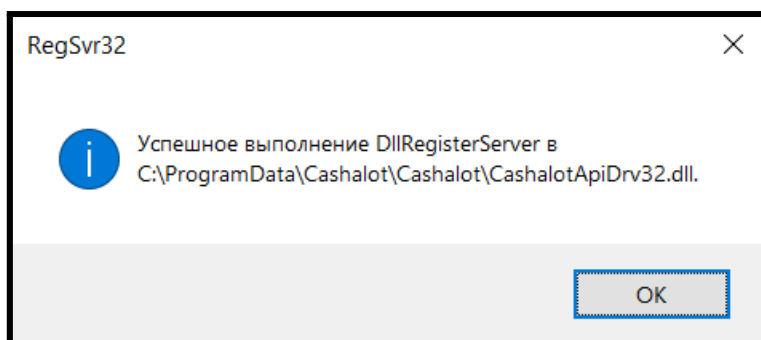 RegSvr32
Успешное выполнение DllRegisterServer в
C:\ProgramData\Cashalot\Cashalot\CashalotApiDrv32.dll.
OK